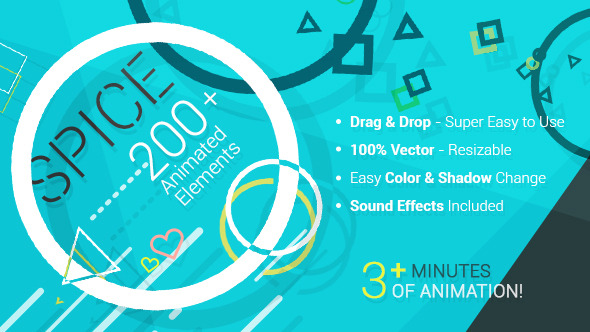 SPICE
200+
Animated
Elements
• Drag & Drop - Super Easy to Use
• 100% Vector - Resizable
• Easy Color & Shadow Change
• Sound Effects Included
3+ MINUTES
OF ANIMATION!